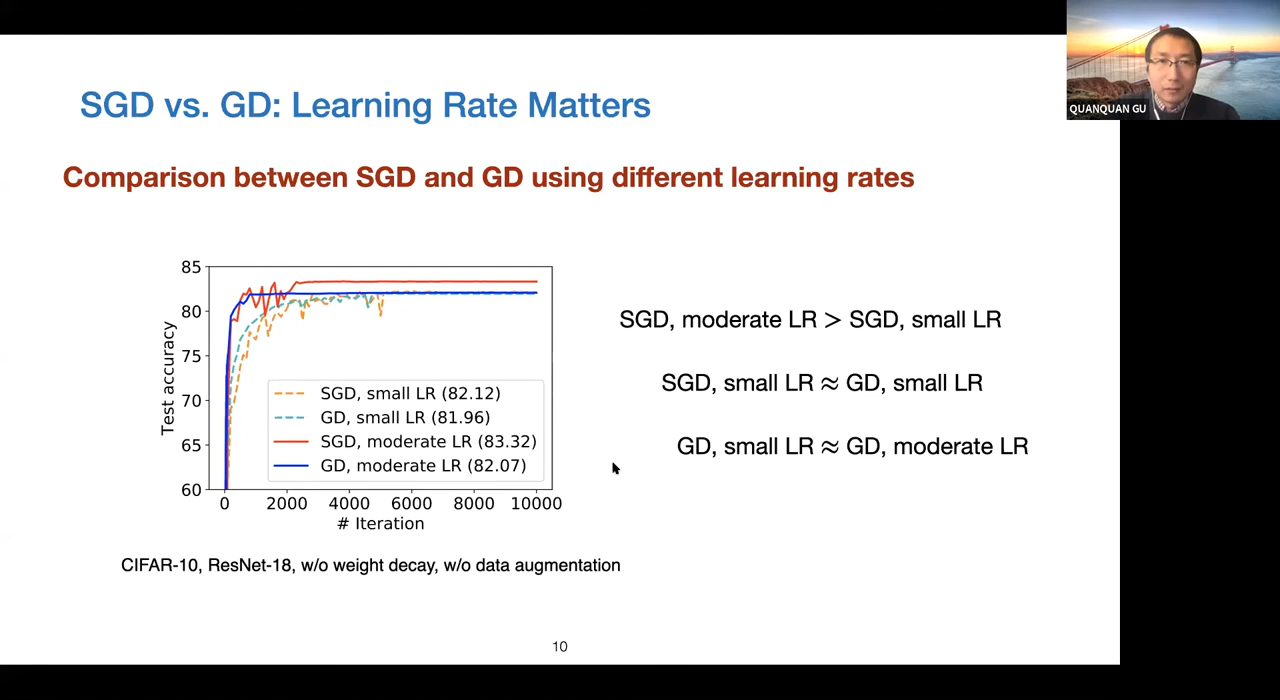 QUANQUAN GU
SGD vs. GD: Learning Rate Matters
Comparison between SGD and GD using different learning rates
85
80
75
70
65
60
Test accuracy
SGD, small LR (82.12)
GD, small LR (81.96)
SGD, moderate LR (83.32)
GD, moderate LR (82.07)
0 2000 4000 6000 8000 10000
# Iteration
SGD, moderate LR > SGD, small LR
SGD, small LR ≈ GD, small LR
GD, small LR ≈ GD, moderate LR
CIFAR-10, ResNet-18, w/o weight decay, w/o data augmentation
10